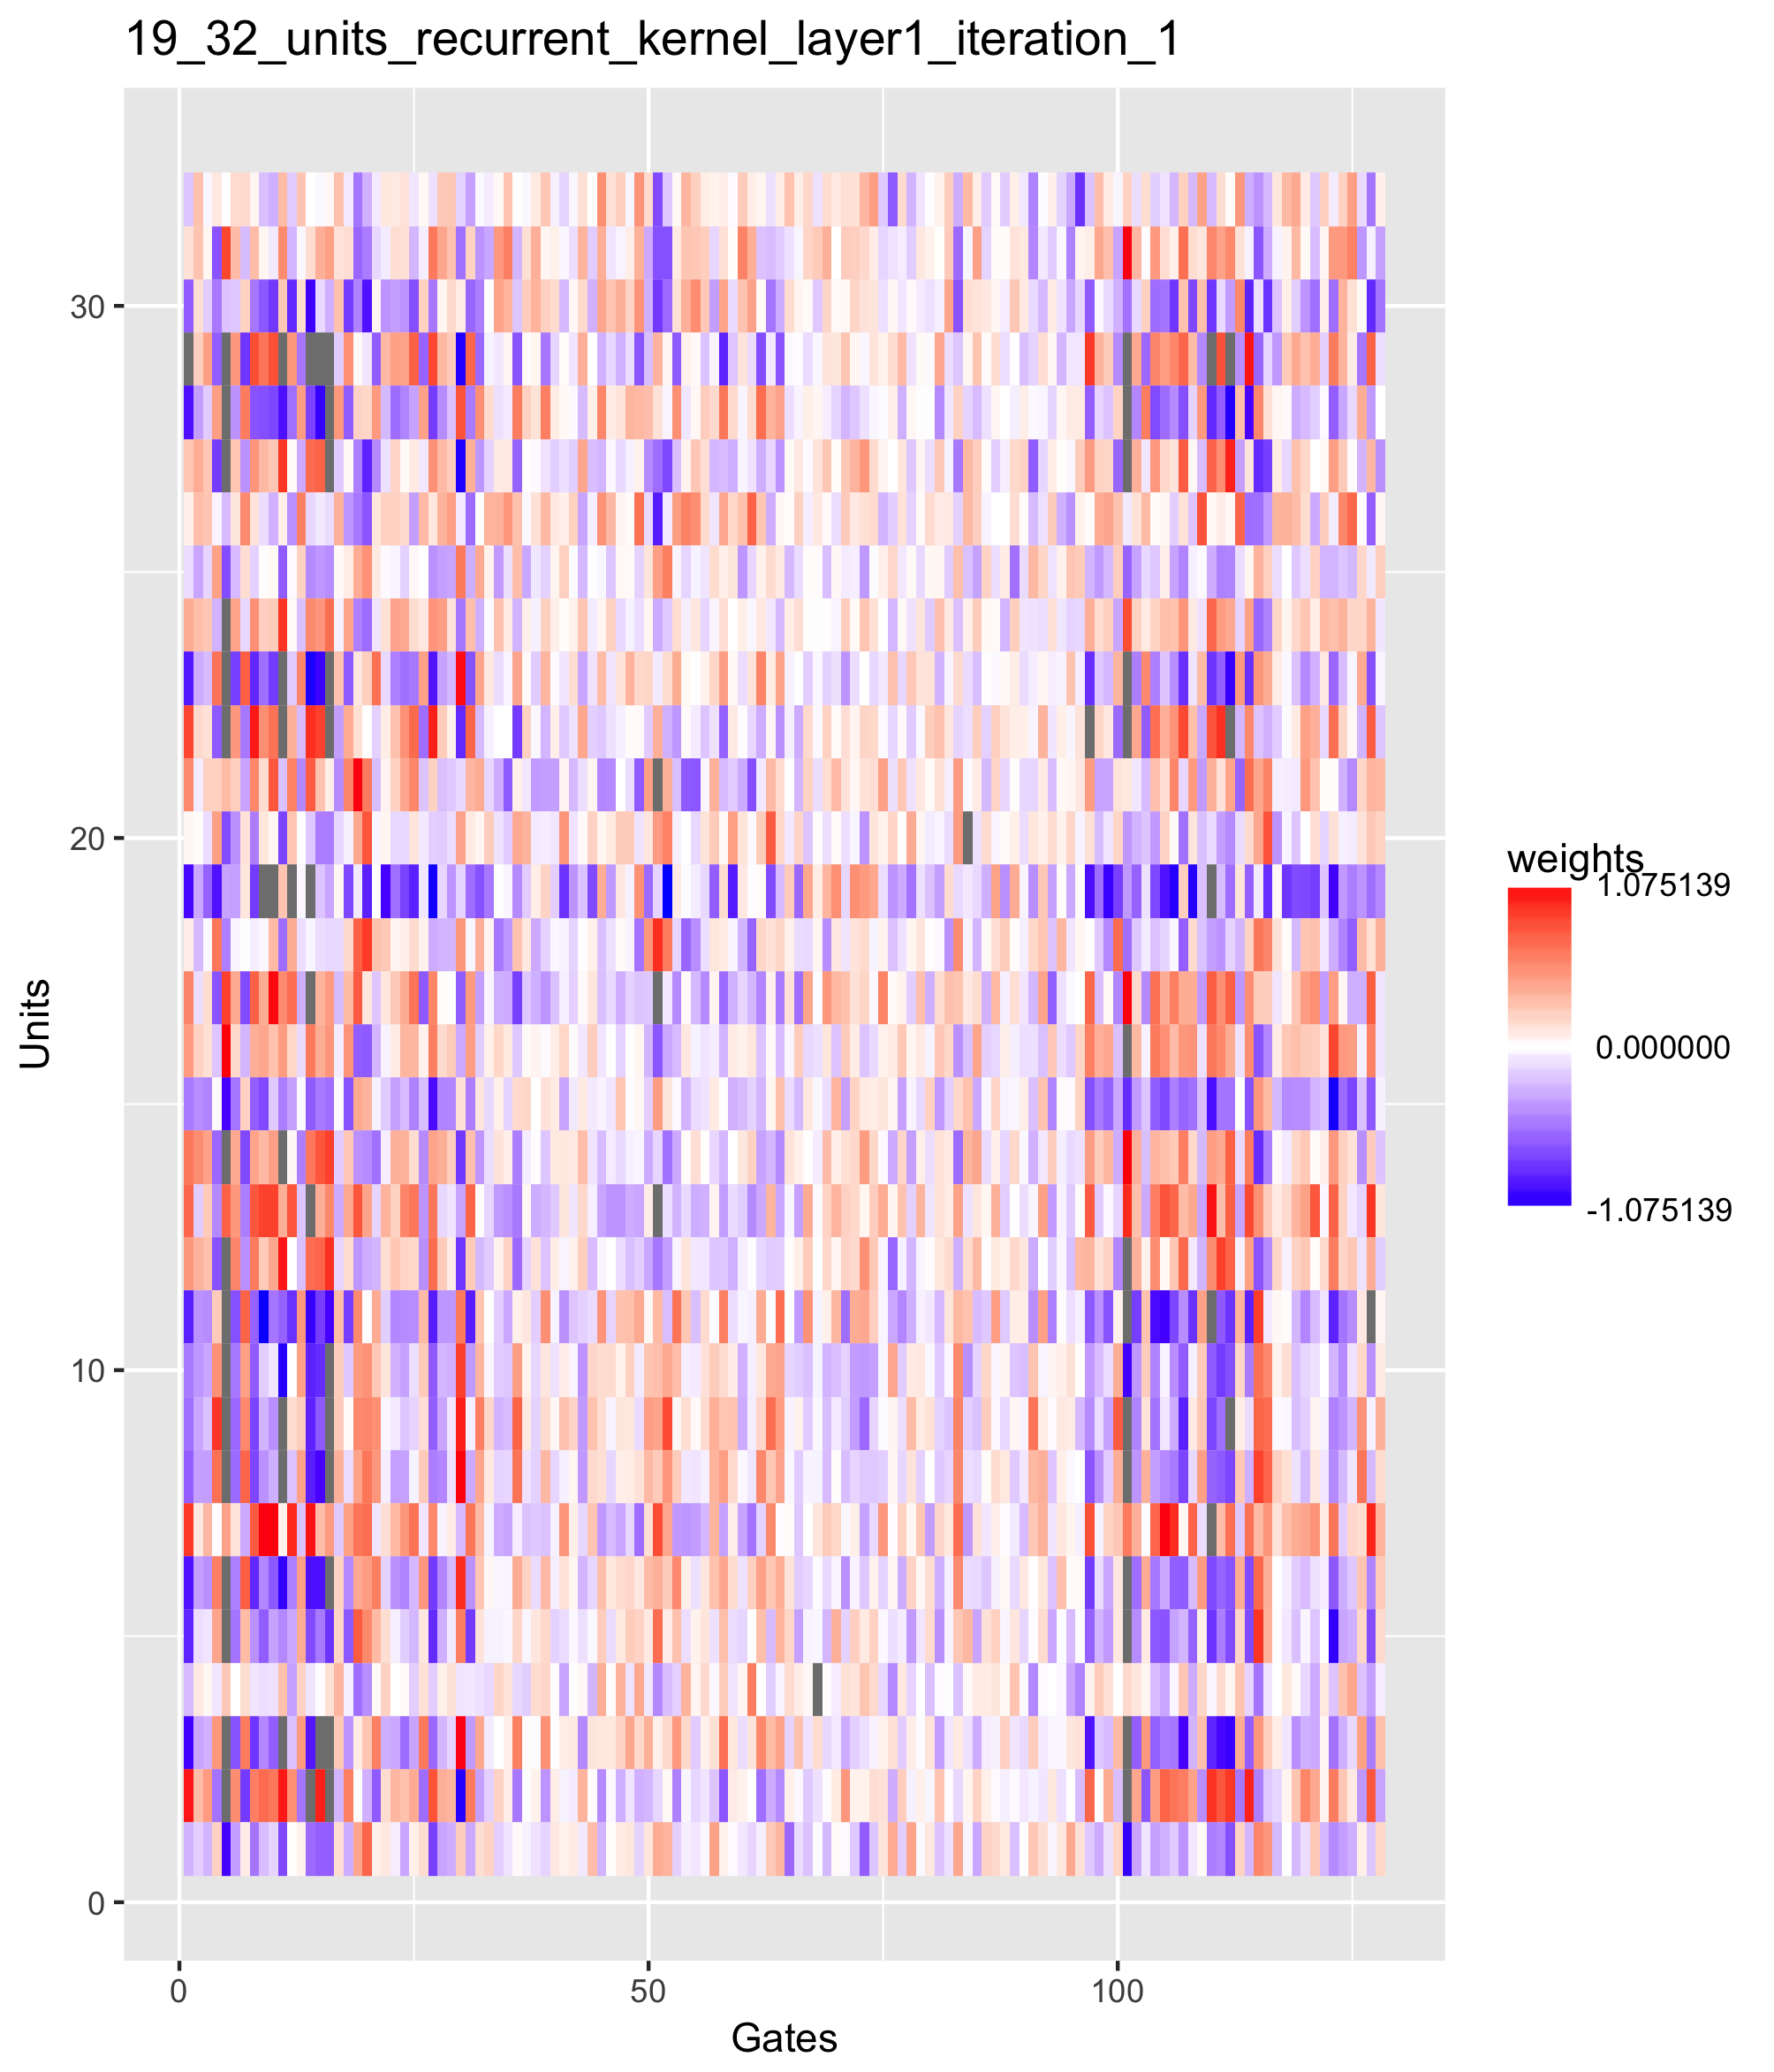 19_32_units_recurrent_kernel_layer1_iteration_1
30
20
10
0
Units
0
50
100
Gates
weights
1.075139
0.000000
-1.075139